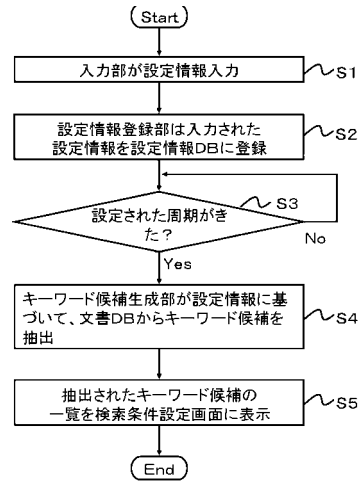 Start
入力部が設定情報入力
S1
設定情報登録部は入力された
設定情報を設定情報DBに登録
S2
設定された周期がき
た?
S3
No
Yes
キーワード候補生成部が設定情報に基
づいて、文書DBからキーワード候補を
抽出
S4
抽出されたキーワード候補の
一覧を検索条件設定画面に表示
S5
End